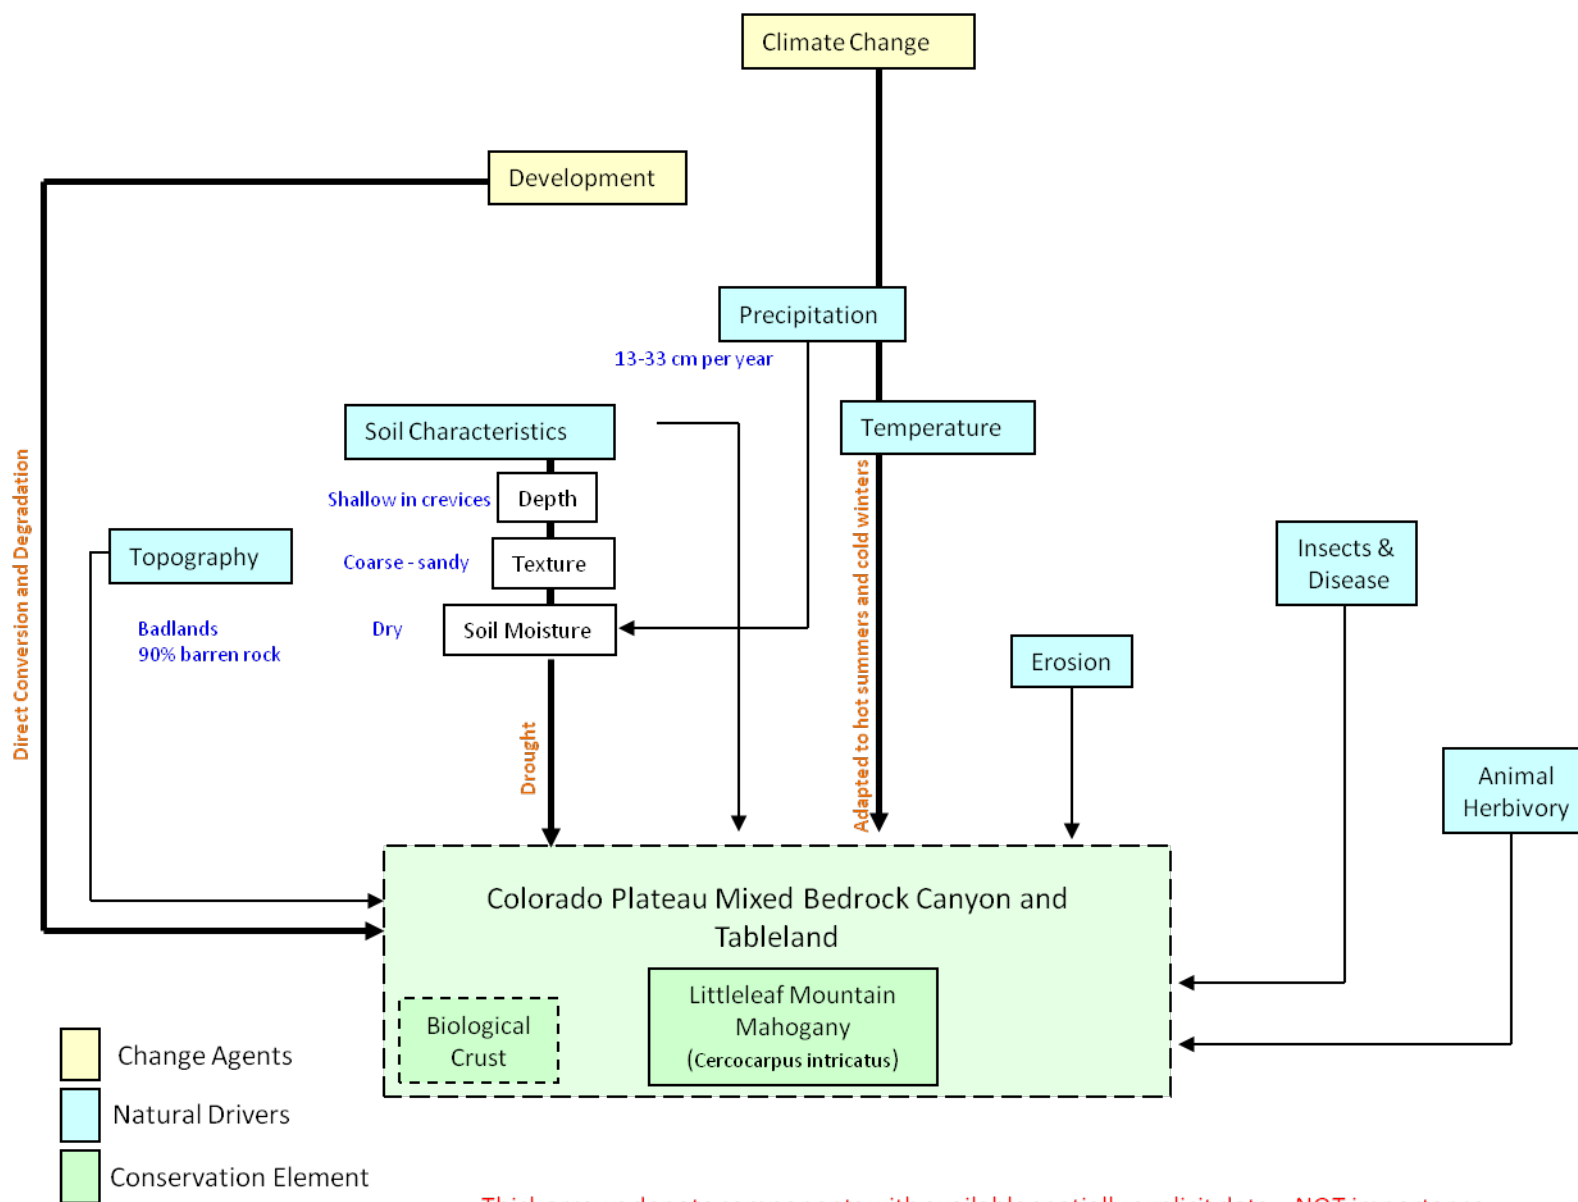 Climate Change
Development
Precipitation
13-33 cm per year
Soil Characteristics
Temperature
Shallow in crevices
Depth
Topography
Coarse - sandy
Texture
Insects &
Disease
Badlands
90% barren rock
Dry
Soil Moisture
Erosion
Direct Conversion and Degradation
Drought
Adapted to hot summers and cold winters
Animal
Herbivory
Colorado Plateau Mixed Bedrock Canyon and
Tableland
Littleleaf Mountain
Mahogany
(Cercocarpus intricatus)
Biological
Crust
Change Agents
Natural Drivers
Conservation Element